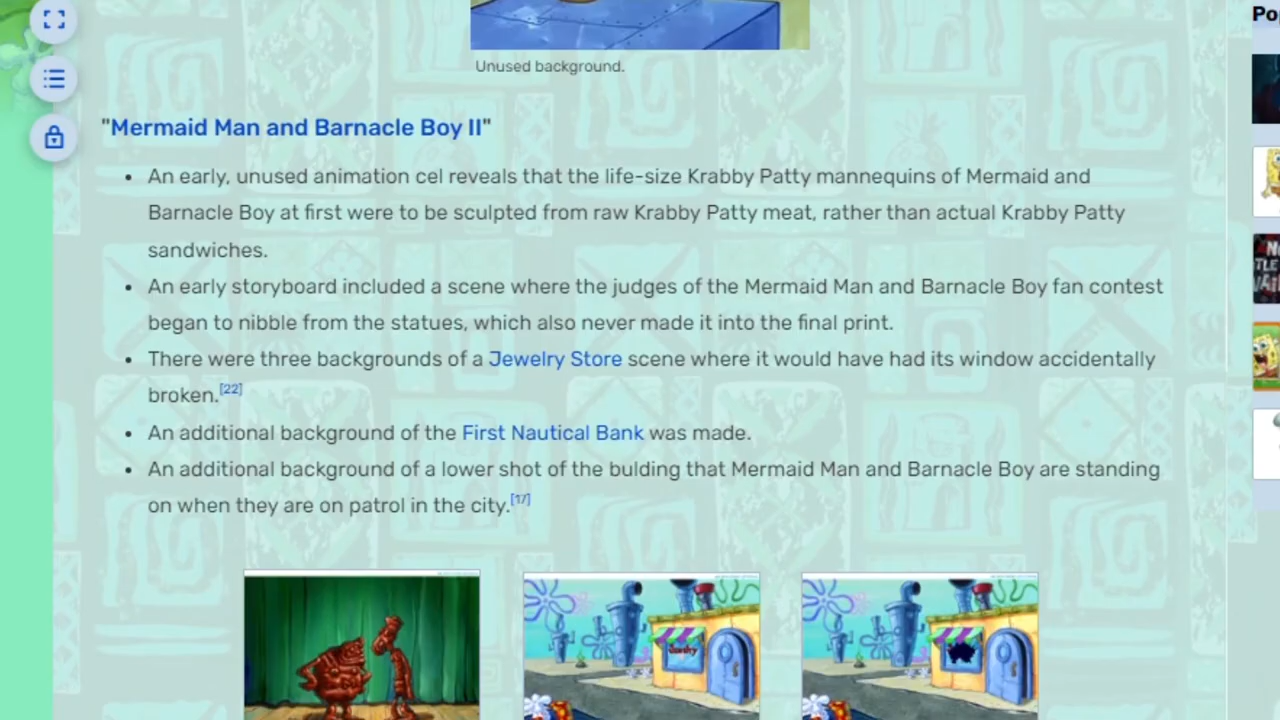 Po
Unused background.
"Mermaid Man and Barnacle Boy II"
• An early, unused animation cel reveals that the life-size Krabby Patty mannequins of Mermaid and
Barnacle Boy at first were to be sculpted from raw Krabby Patty meat, rather than actual Krabby Patty
sandwiches.
• An early storyboard included a scene where the judges of the Mermaid Man and Barnacle Boy fan contest
began to nibble from the statues, which also never made it into the final print.
• There were three backgrounds of a Jewelry Store scene where it would have had its window accidentally
broken.[22]
• An additional background of the First Nautical Bank was made.
• An additional background of a lower shot of the bulding that Mermaid Man and Barnacle Boy are standing
on when they are on patrol in the city.[17]